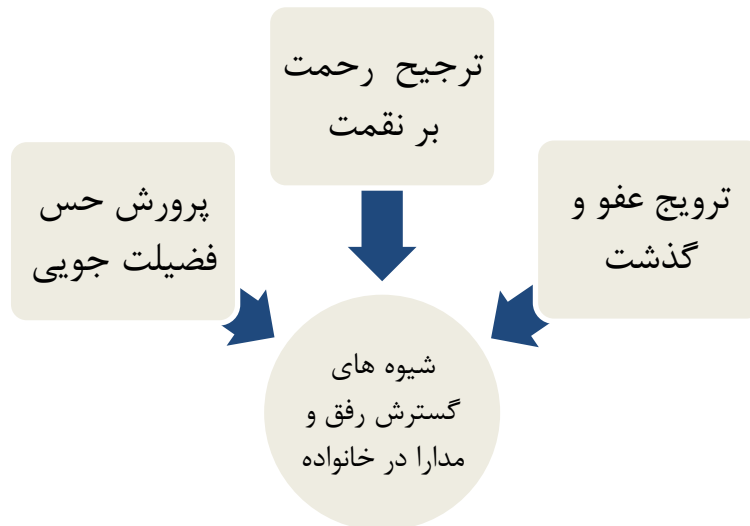 ترجیح رحمت
بر نقمت
ترویج عفو و
گذشت
پرورش حس
فضیلت جویی
شیوه های
گسترش رفق و
مدارا در خانواده